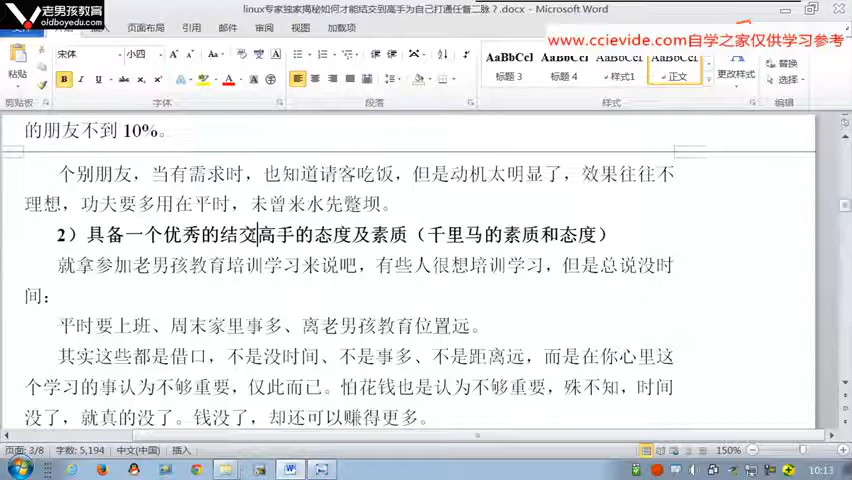 老男孩教育
oldboyedu.com
linux专家独家揭秘如何才能结交到高手为自己打通任督二脉？.docx - Microsoft Word
www.ccievide.com自学之家仅供学习参考
引用 邮件 审阅 视图 加载项
宋体 小四
粘贴
AaBbCcI AaBbCcI AaBbCcI AaBbCcI
标题 3 标题 4 样式1 正文 更改样式
替换
选择
剪贴板 字体 段落 样式 编辑
的朋友不到 10%。
个别朋友，当有需求时，也知道请客吃饭，但是动机太明显了，效果往往不
理想，功夫要多用在平时，未曾来水先蹩坝。
2）具备一个优秀的结交高手的态度及素质（千里马的素质和态度）
就拿参加老男孩教育培训学习来说吧，有些人很想培训学习，但是总说没时
间：
平时要上班、周末家里事多、离老男孩教育位置远。
其实这些都是借口，不是没时间、不是事多、不是距离远，而是在你心里这
个学习的事认为不够重要，仅此而已。怕花钱也是认为不够重要，殊不知，时间
没了，就真的没了。钱没了，却还可以赚得更多。
页面: 3/8 字数: 5,194 中文(中国) 插入 150%
10:13